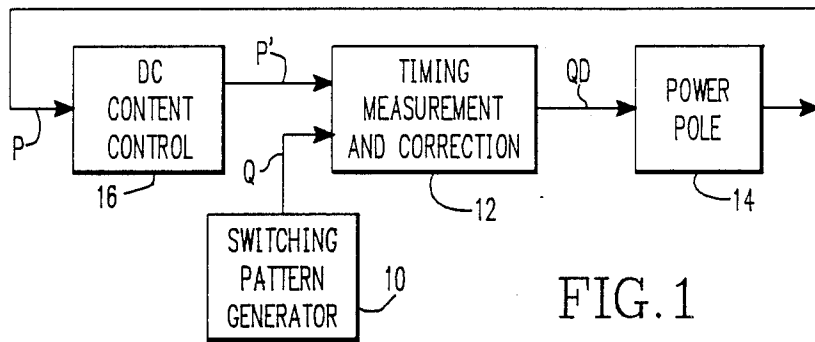 DC
CONTENT
CONTROL
16
P
P'
Q
TIMING
MEASUREMENT
AND CORRECTION
12
QD
POWER
POLE
14
SWITCHING
PATTERN
GENERATOR
10
FIG. 1